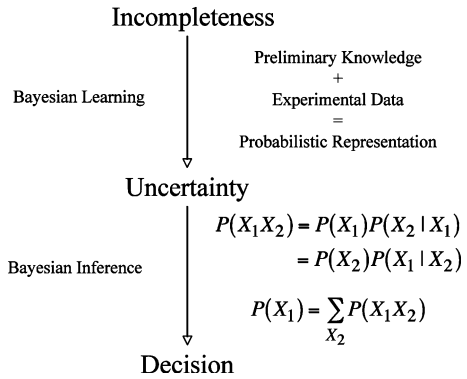 Incompleteness
Preliminary Knowledge
+
Bayesian Learning
Experimental Data
=
Probabilistic Representation
Uncertainty
P(X₁X₂) = P(X₁)P(X₂ | X₁)
= P(X₂)P(X₁ | X₂)
Bayesian Inference
P(X₁) = ∑ P(X₁X₂)
X₂
Decision